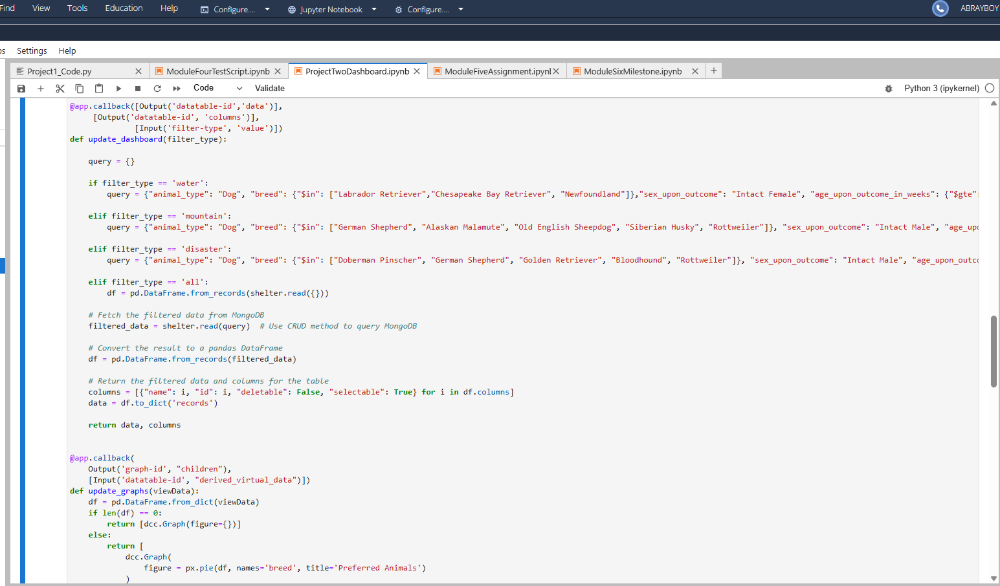 Find View Tools Education Help Configure.... Jupyter Notebook Configure.... ABRAYBOY
os Settings Help
Project1_Code.py ModuleFourTestScript.ipynb ProjectTwoDashboard.ipynb ModuleFiveAssignment.ipynl ModuleSixMilestone.ipynb
Code Validate Python 3 (ipykernel)
@app.callback([Output('datatable-id','data')],
[Output('datatable-id', 'columns')],
[Input('filter-type', 'value')])
def update_dashboard(filter_type):
query = {}
if filter_type == 'water':
query = {"animal_type": "Dog", "breed": {"$in": ["Labrador Retriever","Chesapeake Bay Retriever", "Newfoundland"]},"sex_upon_outcome": "Intact Female", "age_upon_outcome_in_weeks": {"$gte":
elif filter_type == 'mountain':
query = {"animal_type": "Dog", "breed": {"$in": ["German Shepherd", "Alaskan Malamute", "Old English Sheepdog", "Siberian Husky", "Rottweiler"]}, "sex_upon_outcome": "Intact Male", "age_upo
elif filter_type == 'disaster':
query = {"animal_type": "Dog", "breed": {"$in": ["Doberman Pinscher", "German Shepherd", "Golden Retriever", "Bloodhound", "Rottweiler"]}, "sex_upon_outcome": "Intact Male", "age_upon_outco
elif filter_type == 'all':
df = pd.DataFrame.from_records(shelter.read({}))
# Fetch the filtered data from MongoDB
filtered_data = shelter.read(query)  # Use CRUD method to query MongoDB
# Convert the result to a pandas DataFrame
df = pd.DataFrame.from_records(filtered_data)
# Return the filtered data and columns for the table
columns = [{"name": i, "id": i, "deletable": False, "selectable": True} for i in df.columns]
data = df.to_dict('records')
return data, columns
@app.callback(
Output('graph-id', "children"),
[Input('datatable-id', "derived_virtual_data")])
def update_graphs(viewData):
df = pd.DataFrame.from_dict(viewData)
if len(df) == 0:
return [dcc.Graph(figure={})]
else:
return [
dcc.Graph(
figure = px.pie(df, names='breed', title='Preferred Animals')
)